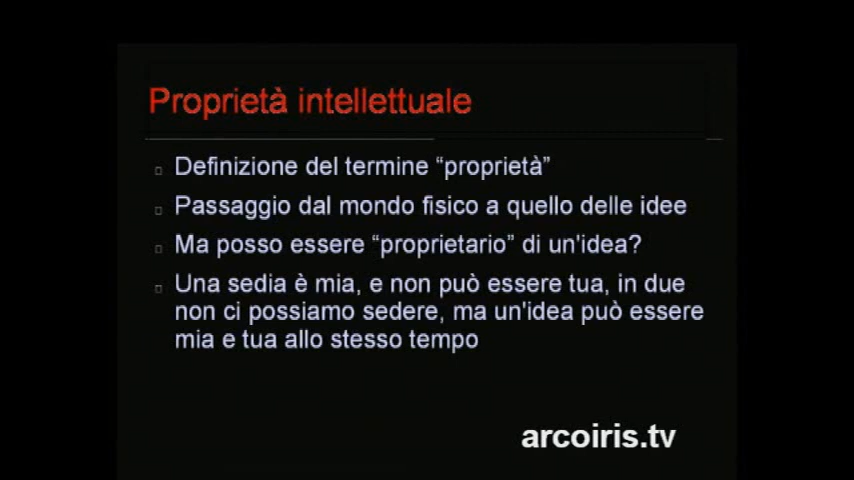 Proprietà intellettuale
Definizione del termine “proprietà”
Passaggio dal mondo fisico a quello delle idee
Ma posso essere “proprietario” di un'idea?
Una sedia è mia, e non può essere tua, in due
non ci possiamo sedere, ma un'idea può essere
mia e tua allo stesso tempo
arcoiris.tv